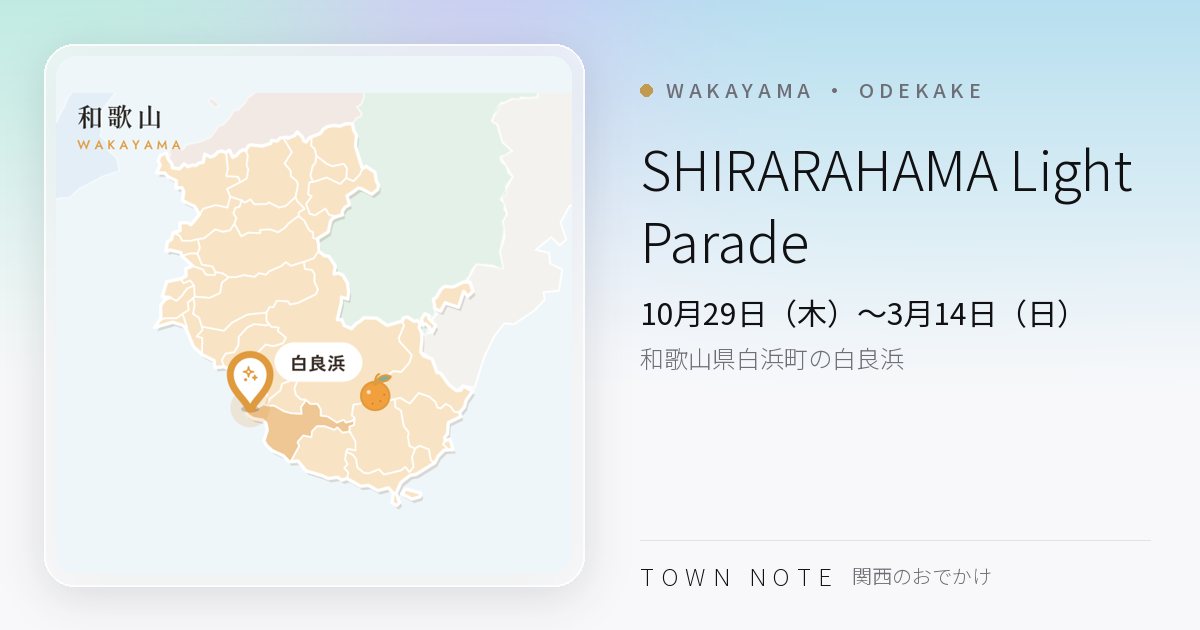 和歌山
WAKAYAMA
白良浜
WAKAYAMA • ODEKAKE
SHIRARAHAMA Light
Parade
10月29日（木）〜3月14日（日）
和歌山県白浜町の白良浜
TOWN NOTE 関西のおでかけ